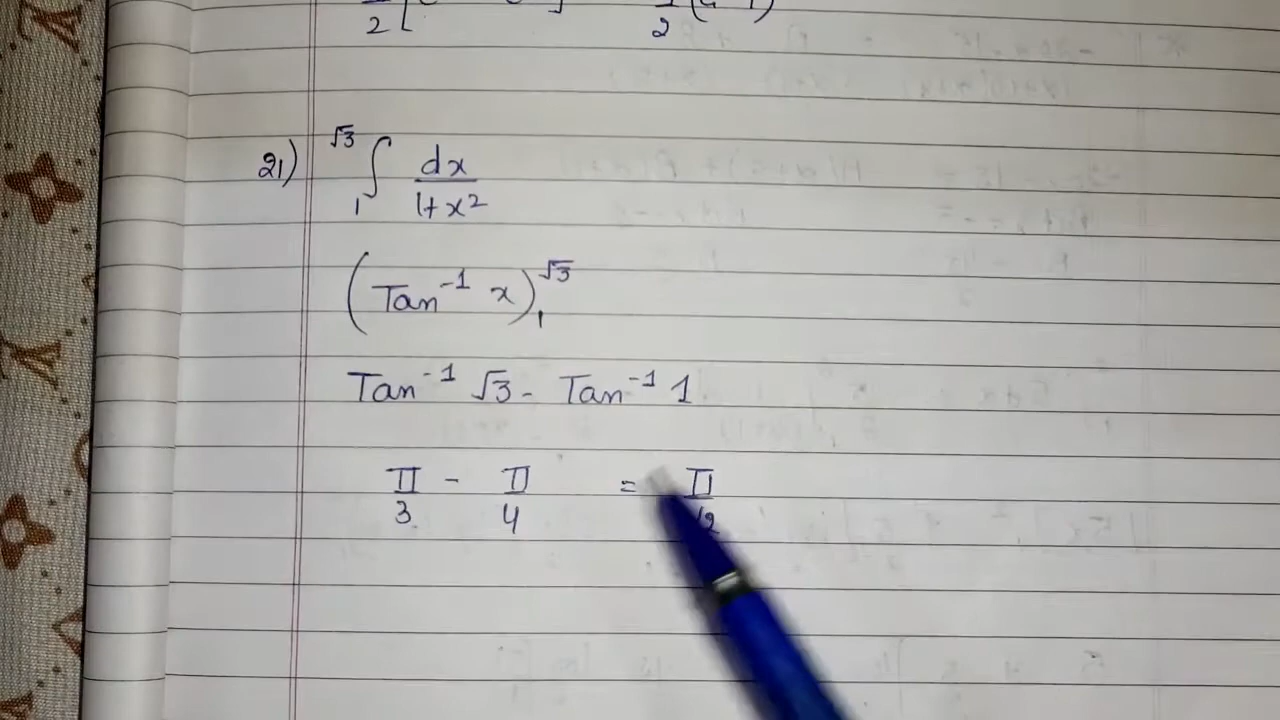 21) √3 ∫ 1 dx / 1+x²
(Tan⁻¹ x) 1 √3
Tan⁻¹ √3 - Tan⁻¹ 1
π/3 - π/4 = π/12